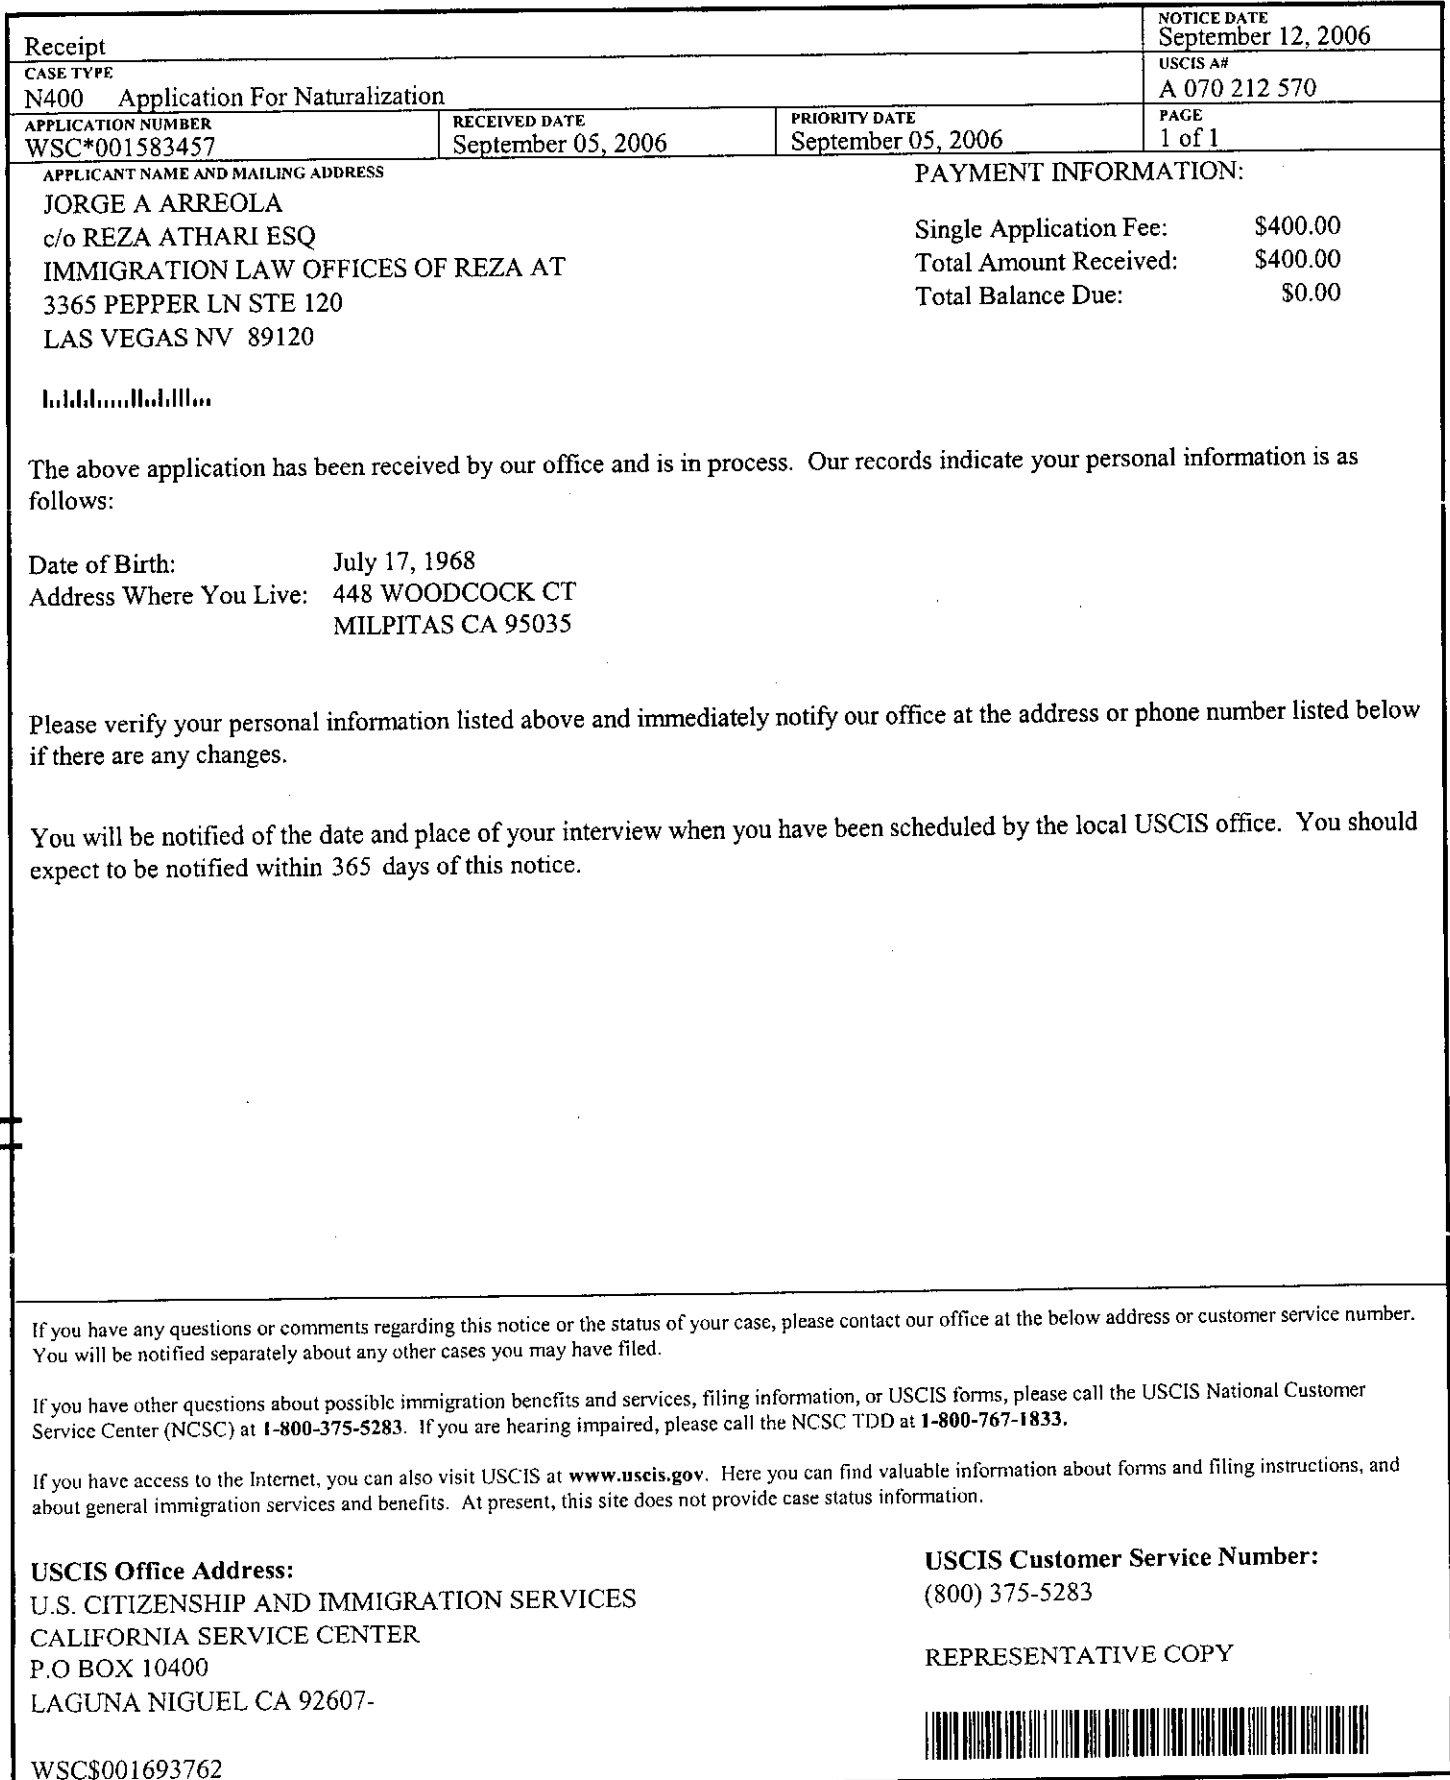 Receipt
NOTICE DATE
September 12, 2006
CASE TYPE
N400 Application For Naturalization
USCIS A#
A 070 212 570
APPLICATION NUMBER
WSC*001583457
RECEIVED DATE
September 05, 2006
PRIORITY DATE
September 05, 2006
PAGE
1 of 1
APPLICANT NAME AND MAILING ADDRESS
JORGE A ARREOLA
c/o REZA ATHARI ESQ
IMMIGRATION LAW OFFICES OF REZA AT
3365 PEPPER LN STE 120
LAS VEGAS NV 89120
PAYMENT INFORMATION:
Single Application Fee: $400.00
Total Amount Received: $400.00
Total Balance Due: $0.00
The above application has been received by our office and is in process. Our records indicate your personal information is as
follows:
Date of Birth: July 17, 1968
Address Where You Live: 448 WOODCOCK CT
MILPITAS CA 95035
Please verify your personal information listed above and immediately notify our office at the address or phone number listed below
if there are any changes.
You will be notified of the date and place of your interview when you have been scheduled by the local USCIS office. You should
expect to be notified within 365 days of this notice.
If you have any questions or comments regarding this notice or the status of your case, please contact our office at the below address or customer service number.
You will be notified separately about any other cases you may have filed.
If you have other questions about possible immigration benefits and services, filing information, or USCIS forms, please call the USCIS National Customer
Service Center (NCSC) at 1-800-375-5283. If you are hearing impaired, please call the NCSC TDD at 1-800-767-1833.
If you have access to the Internet, you can also visit USCIS at www.uscis.gov. Here you can find valuable information about forms and filing instructions, and
about general immigration services and benefits. At present, this site does not provide case status information.
USCIS Office Address:
U.S. CITIZENSHIP AND IMMIGRATION SERVICES
CALIFORNIA SERVICE CENTER
P.O BOX 10400
LAGUNA NIGUEL CA 92607-
USCIS Customer Service Number:
(800) 375-5283
REPRESENTATIVE COPY
WSC$001693762